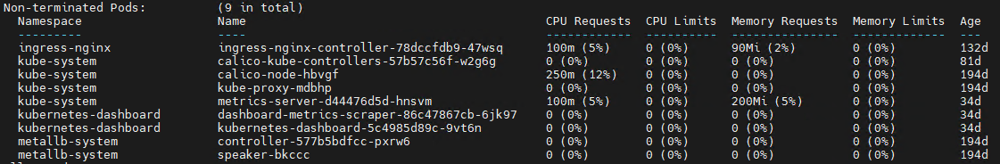 Non-terminated Pods:          (9 in total)
  Namespace                   Name                                          CPU Requests  CPU Limits  Memory Requests  Memory Limits  Age
  ---------                   ----                                          ------------  ----------  ---------------  -------------  ---
  ingress-nginx               ingress-nginx-controller-78dccfdb9-47wsq      100m (5%)     0 (0%)      90Mi (2%)        0 (0%)         132d
  kube-system                 calico-kube-controllers-57b57c56f-w2g6g       0 (0%)        0 (0%)      0 (0%)           0 (0%)         81d
  kube-system                 calico-node-hbvgf                             250m (12%)    0 (0%)      0 (0%)           0 (0%)         194d
  kube-system                 kube-proxy-mdbhp                              0 (0%)        0 (0%)      0 (0%)           0 (0%)         194d
  kube-system                 metrics-server-d44476d5d-hnsvm                100m (5%)     0 (0%)      200Mi (5%)       0 (0%)         34d
  kubernetes-dashboard        dashboard-metrics-scraper-86c47867cb-6jk97    0 (0%)        0 (0%)      0 (0%)           0 (0%)         34d
  kubernetes-dashboard        kubernetes-dashboard-5c4985d89c-9vt6n         0 (0%)        0 (0%)      0 (0%)           0 (0%)         34d
  metallb-system              controller-577b5bdfcc-pxrw6                   0 (0%)        0 (0%)      0 (0%)           0 (0%)         194d
  metallb-system              speaker-bkccc                                 0 (0%)        0 (0%)      0 (0%)           0 (0%)         194d